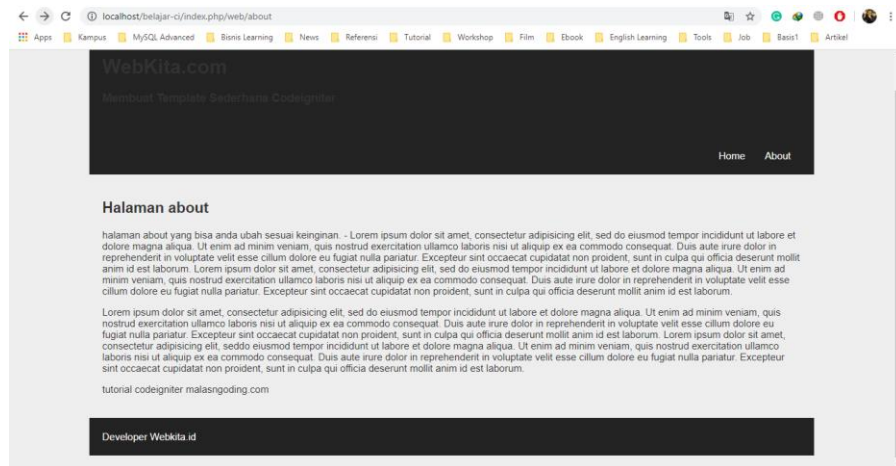 localhost/belajar-ci/index.php/web/about
Apps Kampus MySQL Advanced Bisnis Learning News Referensi Tutorial Workshop Film Ebook English Learning Tools Job Basis1 Artikel
WebKita.com
Membuat Template Sederhana Codeigniter
Home About
Halaman about
halaman about yang bisa anda ubah sesuai keinginan. - Lorem ipsum dolor sit amet, consectetur adipisicing elit, sed do eiusmod tempor incididunt ut labore et
dolore magna aliqua. Ut enim ad minim veniam, quis nostrud exercitation ullamco laboris nisi ut aliquip ex ea commodo consequat. Duis aute irure dolor in
reprehenderit in voluptate velit esse cillum dolore eu fugiat nulla pariatur. Excepteur sint occaecat cupidatat non proident, sunt in culpa qui officia deserunt mollit
anim id est laborum. Lorem ipsum dolor sit amet, consectetur adipisicing elit, sed do eiusmod tempor incididunt ut labore et dolore magna aliqua. Ut enim ad
minim veniam, quis nostrud exercitation ullamco laboris nisi ut aliquip ex ea commodo consequat. Duis aute irure dolor in reprehenderit in voluptate velit esse
cillum dolore eu fugiat nulla pariatur. Excepteur sint occaecat cupidatat non proident, sunt in culpa qui officia deserunt mollit anim id est laborum.
Lorem ipsum dolor sit amet, consectetur adipisicing elit, sed do eiusmod tempor incididunt ut labore et dolore magna aliqua. Ut enim ad minim veniam, quis
nostrud exercitation ullamco laboris nisi ut aliquip ex ea commodo consequat. Duis aute irure dolor in reprehenderit in voluptate velit esse cillum dolore eu
fugiat nulla pariatur. Excepteur sint occaecat cupidatat non proident, sunt in culpa qui officia deserunt mollit anim id est laborum. Lorem ipsum dolor sit amet,
consectetur adipisicing elit, seddo eiusmod tempor incididunt ut labore et dolore magna aliqua. Ut enim ad minim veniam, quis nostrud exercitation ullamco
laboris nisi ut aliquip ex ea commodo consequat. Duis aute irure dolor in reprehenderit in voluptate velit esse cillum dolore eu fugiat nulla pariatur. Excepteur
sint occaecat cupidatat non proident, sunt in culpa qui officia deserunt mollit anim id est laborum.
tutorial codeigniter malasngoding.com
Developer Webkita.id